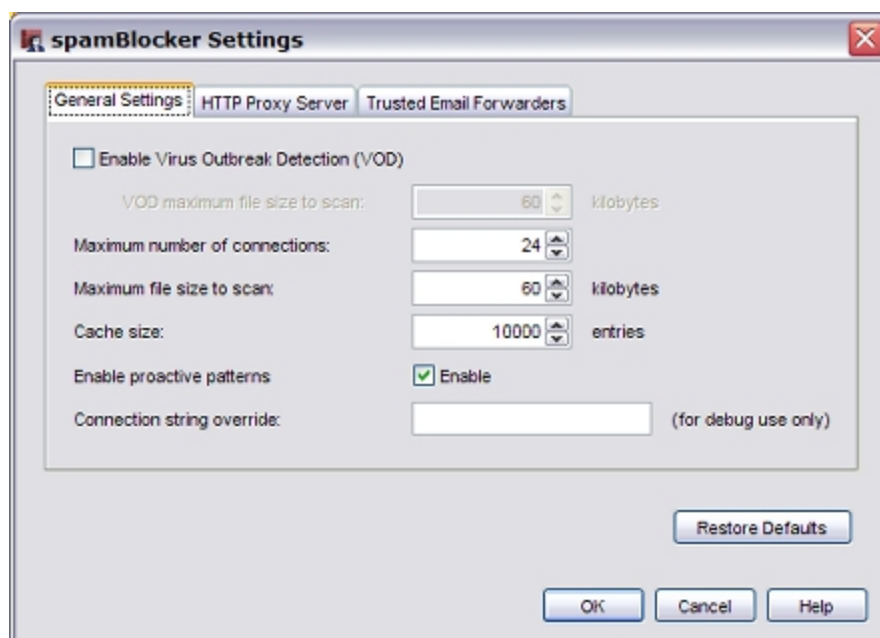 spamBlocker Settings
General Settings HTTP Proxy Server Trusted Email Forwarders
Enable Virus Outbreak Detection (VOD)
VOD maximum file size to scan: 60 kilobytes
Maximum number of connections: 24
Maximum file size to scan: 60 kilobytes
Cache size: 10000 entries
Enable proactive patterns Enable
Connection string override: (for debug use only)
Restore Defaults
OK Cancel Help